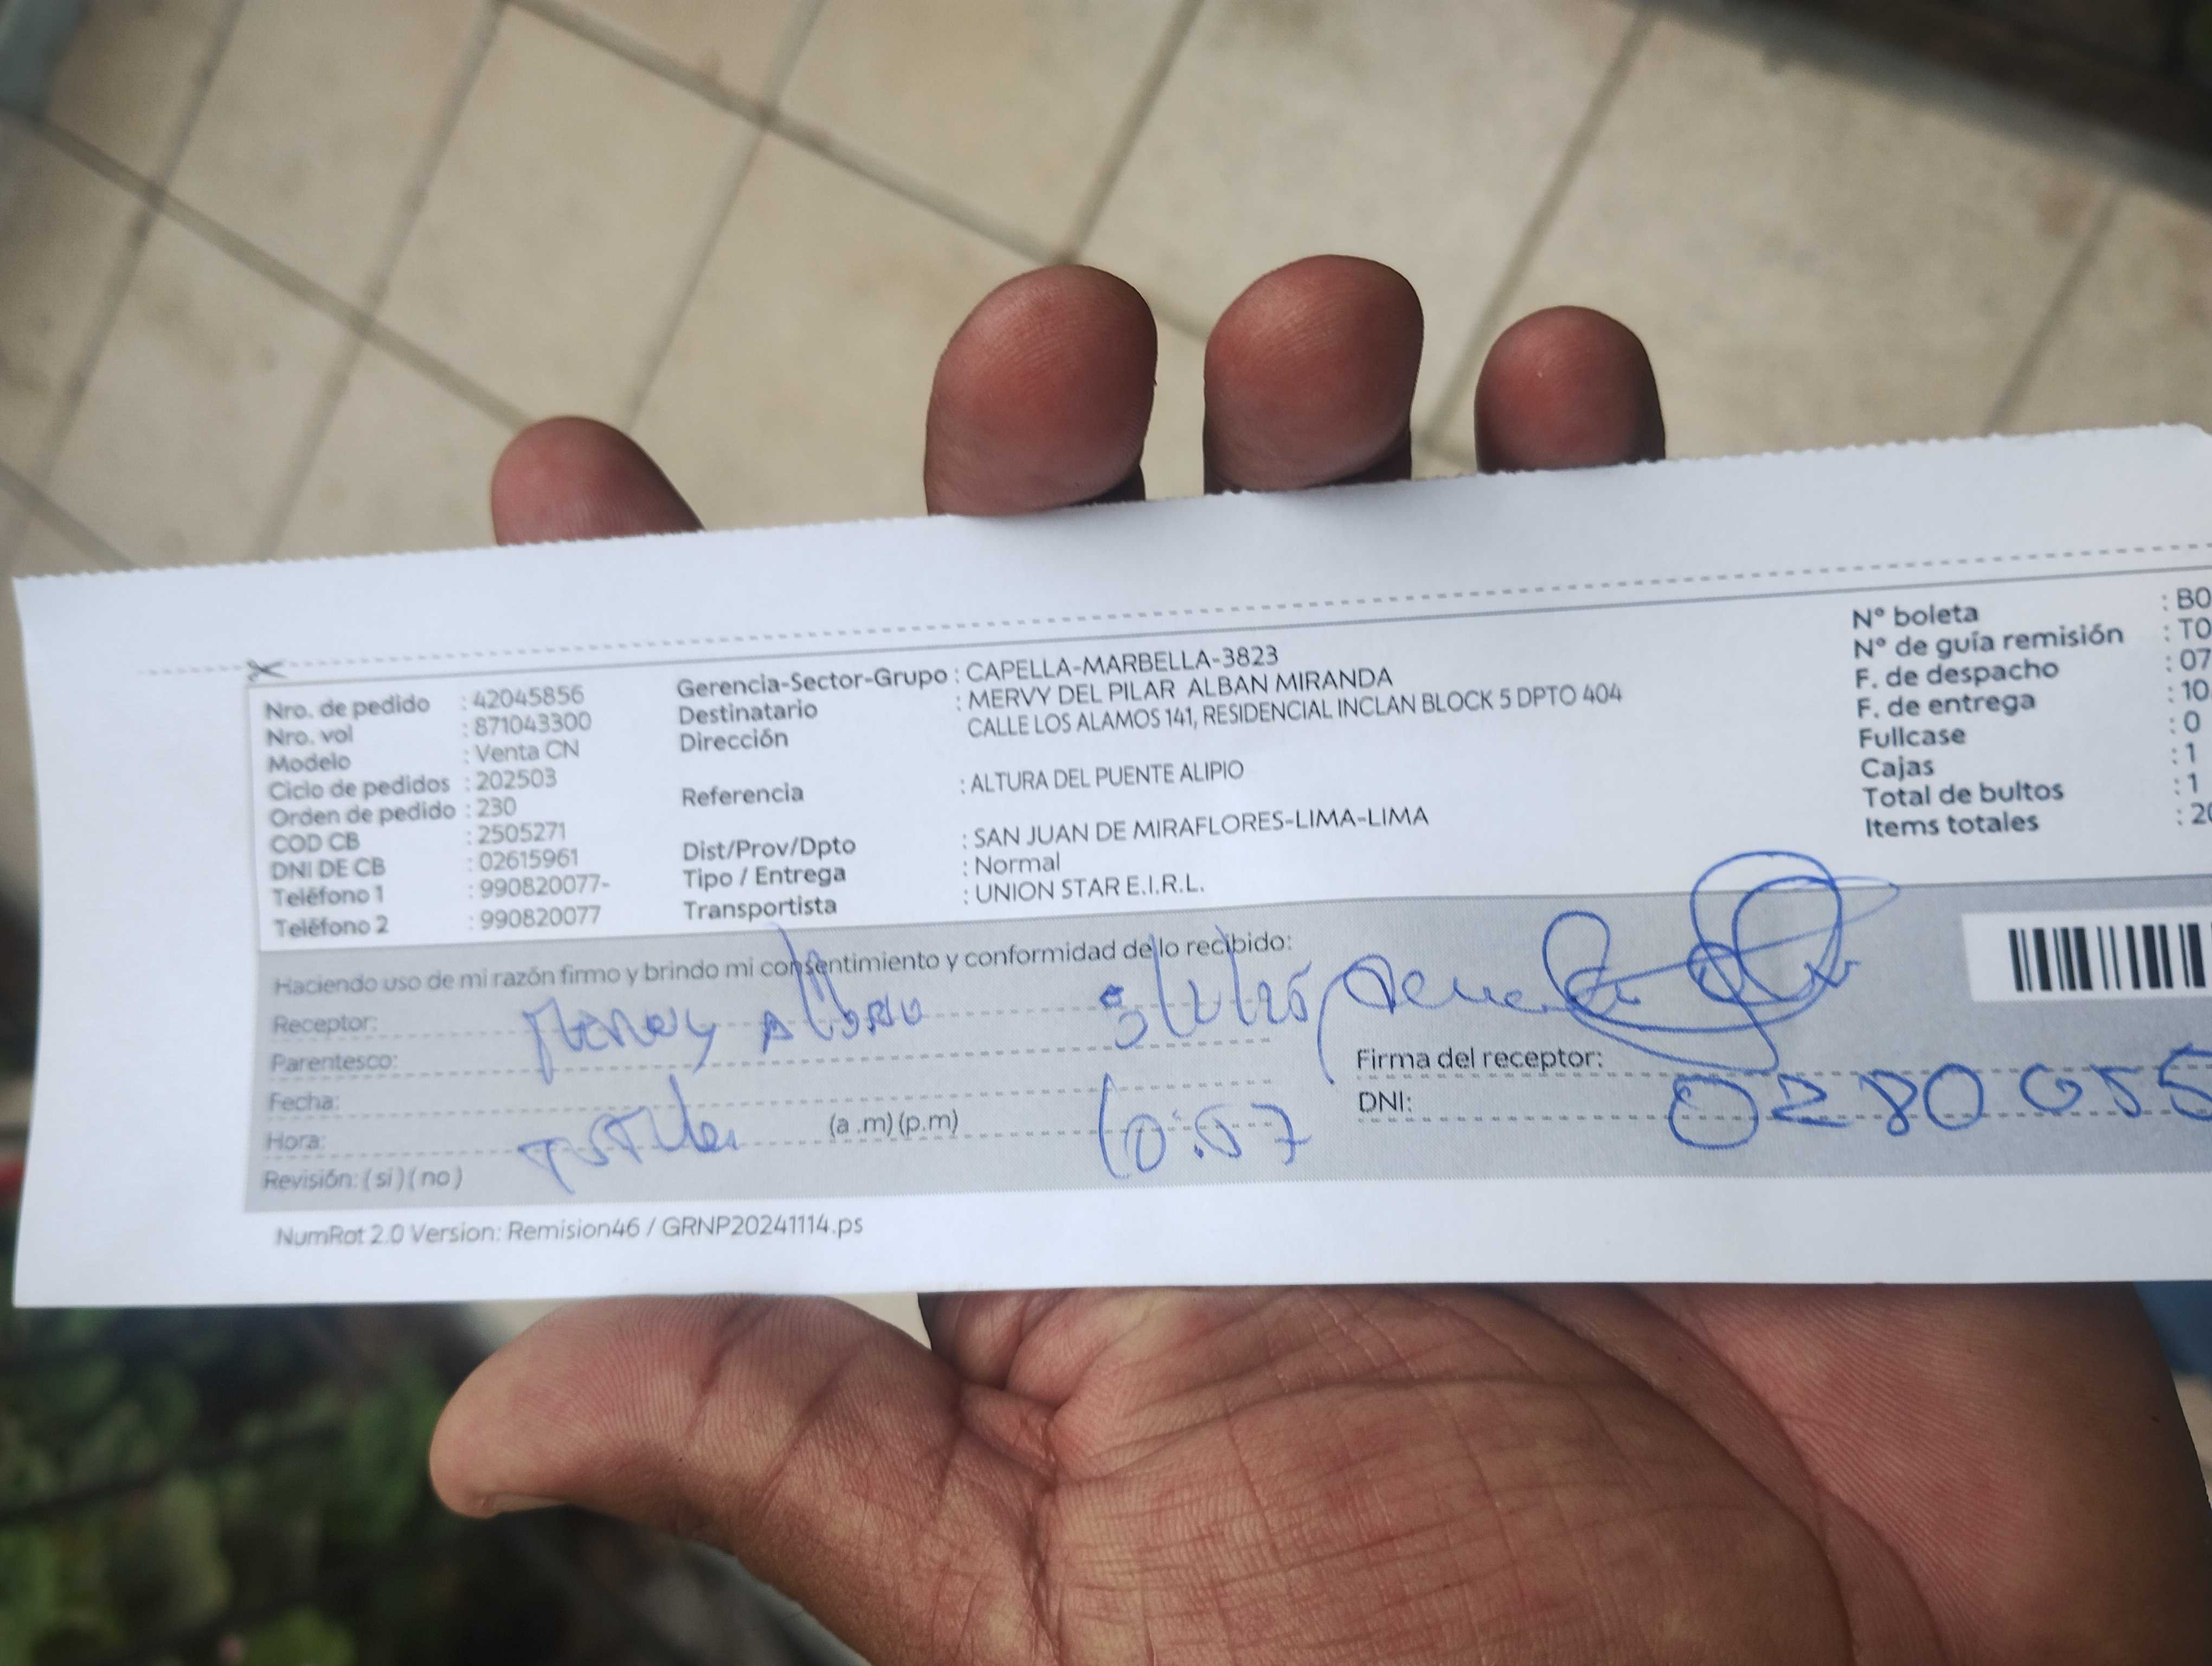 Nro. de pedido : 42045856
Nro. vol : 871043300
Modelo : Venta CN
Ciclo de pedidos : 202503
Orden de pedido : 230
COD CB : 2505271
DNI DE CB : 02615961
Teléfono 1 : 990820077-
Teléfono 2 : 990820077
Gerencia-Sector-Grupo : CAPELLA-MARBELLA-3823
Destinatario : MERVY DEL PILAR ALBAN MIRANDA
Dirección CALLE LOS ALAMOS 141, RESIDENCIAL INCLAN BLOCK 5 DPTO 404
Referencia : ALTURA DEL PUENTE ALIPIO
Dist/Prov/Dpto : SAN JUAN DE MIRAFLORES-LIMA-LIMA
Tipo / Entrega : Normal
Transportista : UNION STAR E.I.R.L.
Nº boleta : B0
Nº de guía remisión : T0
F. de despacho : 07
F. de entrega : 10
Fullcase : 0
Cajas : 1
Total de bultos : 1
Items totales : 20
Haciendo uso de mi razón firmo y brindo mi consentimiento y conformidad de lo recibido:
Receptor:
Parentesco:
Fecha:
Hora: (a .m) (p.m) 10:57
Revisión: ( si ) ( no )
Firma del receptor:
DNI: 0280655
NumRot 2.0 Version: Remision46 / GRNP20241114.ps